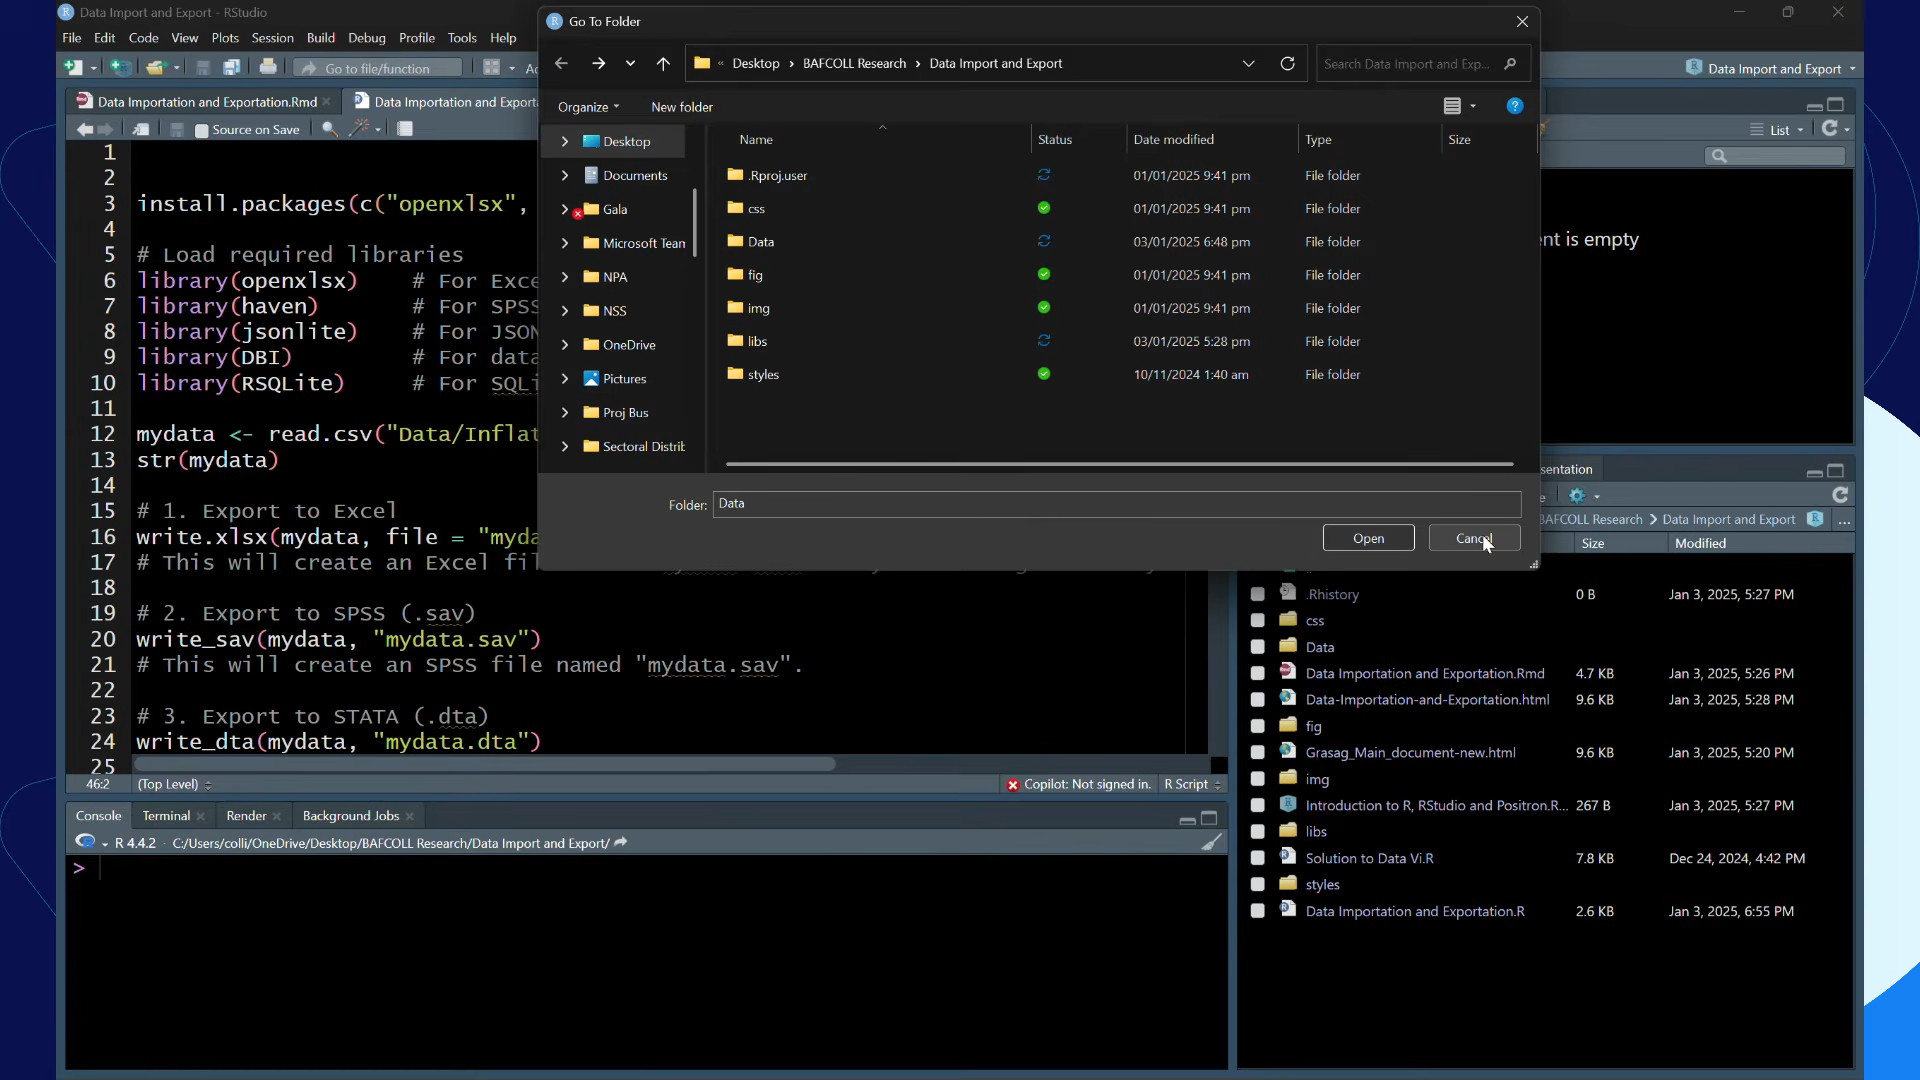 Data Import and Export - RStudio
File Edit Code View Plots Session Build Debug Profile Tools Help
Go to file/function
Data Import and Export
Data Importation and Exportation.Rmd
Data Importation and Export
Source on Save
1
2
3 install.packages(c("openxlsx",
4
5 # Load required libraries
6 library(openxlsx) # For Exce
7 library(haven) # For SPSS
8 library(jsonlite) # For JSON
9 library(DBI) # For data
10 library(RSQLite) # For SQLi
11
12 mydata <- read.csv("Data/Inflat
13 str(mydata)
14
15 # 1. Export to Excel
16 write.xlsx(mydata, file = "myda
17 # This will create an Excel fil
18
19 # 2. Export to SPSS (.sav)
20 write_sav(mydata, "mydata.sav")
21 # This will create an SPSS file named "mydata.sav".
22
23 # 3. Export to STATA (.dta)
24 write_dta(mydata, "mydata.dta")
25
46:2 (Top Level) Copilot: Not signed in. R Script
Console Terminal Render Background Jobs
R 4.4.2 · C:/Users/colli/OneDrive/Desktop/BAFCOLL Research/Data Import and Export/
>
Go To Folder
« Desktop › BAFCOLL Research › Data Import and Export
Search Data Import and Exp...
Organize New folder
Desktop
Documents
Gala
Microsoft Team
NPA
NSS
OneDrive
Pictures
Proj Bus
Sectoral Distrib
Name Status Date modified Type Size
.Rproj.user 01/01/2025 9:41 pm File folder
css 01/01/2025 9:41 pm File folder
Data 03/01/2025 6:48 pm File folder
fig 01/01/2025 9:41 pm File folder
img 01/01/2025 9:41 pm File folder
libs 03/01/2025 5:28 pm File folder
styles 10/11/2024 1:40 am File folder
Folder: Data
Open Cancel
List
nt is empty
sentation
BAFCOLL Research › Data Import and Export ...
Size Modified
.Rhistory 0 B Jan 3, 2025, 5:27 PM
css
Data
Data Importation and Exportation.Rmd 4.7 KB Jan 3, 2025, 5:26 PM
Data-Importation-and-Exportation.html 9.6 KB Jan 3, 2025, 5:28 PM
fig
Grasag_Main_document-new.html 9.6 KB Jan 3, 2025, 5:20 PM
img
Introduction to R, RStudio and Positron.R... 267 B Jan 3, 2025, 5:27 PM
libs
Solution to Data Vi.R 7.8 KB Dec 24, 2024, 4:42 PM
styles
Data Importation and Exportation.R 2.6 KB Jan 3, 2025, 6:55 PM